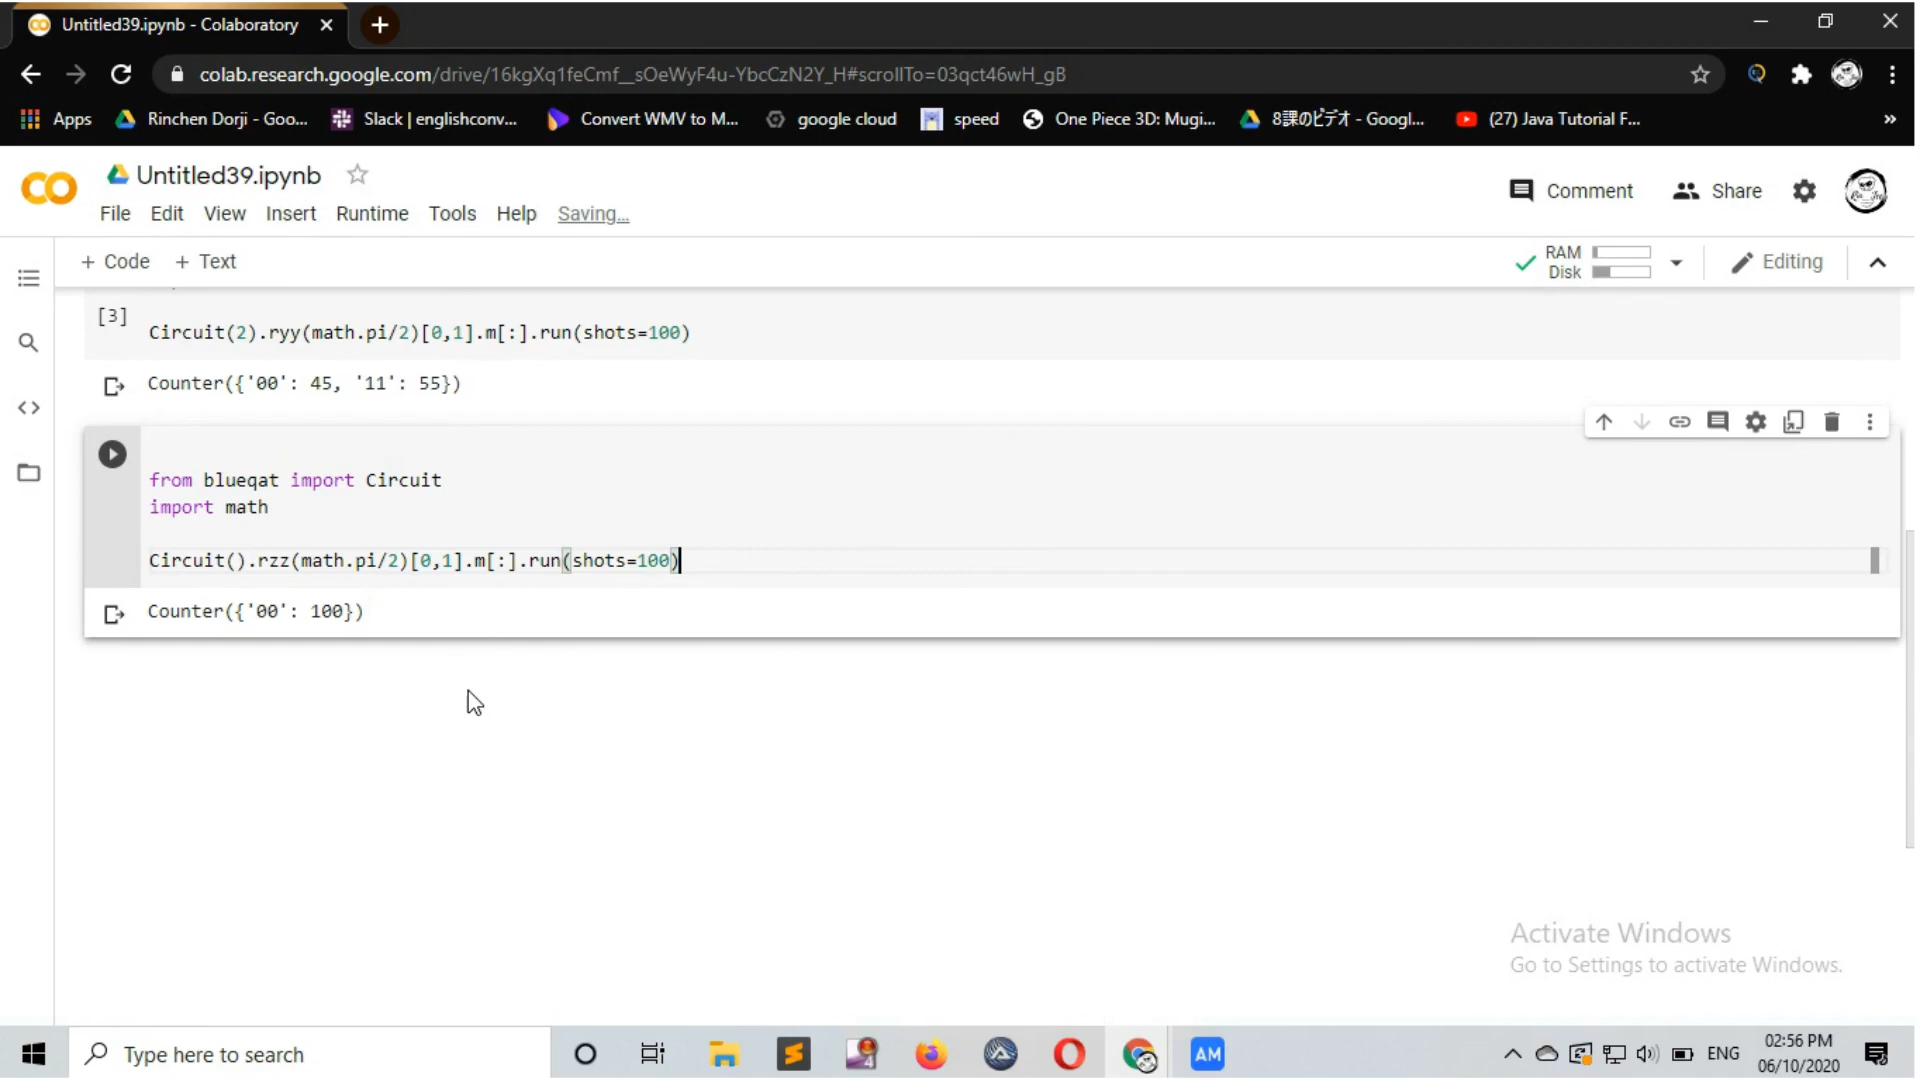 Untitled39.ipynb - Colaboratory
colab.research.google.com/drive/16kgXq1feCmf__sOeWyF4u-YbcCzN2Y_H#scrollTo=03qct46wH_gB
Apps Rinchen Dorji - Goo... Slack | englishconv... Convert WMV to M... google cloud speed One Piece 3D: Mugi... 8課のビデオ - Googl... (27) Java Tutorial F... »
Untitled39.ipynb
Comment Share
File Edit View Insert Runtime Tools Help Saving...
+ Code + Text
RAM
Disk
Editing
[3]
Circuit(2).ryy(math.pi/2)[0,1].m[:].run(shots=100)
Counter({'00': 45, '11': 55})
from blueqat import Circuit
import math
Circuit().rzz(math.pi/2)[0,1].m[:].run(shots=100)
Counter({'00': 100})
Activate Windows
Go to Settings to activate Windows.
Type here to search
AM
ENG
02:56 PM
06/10/2020